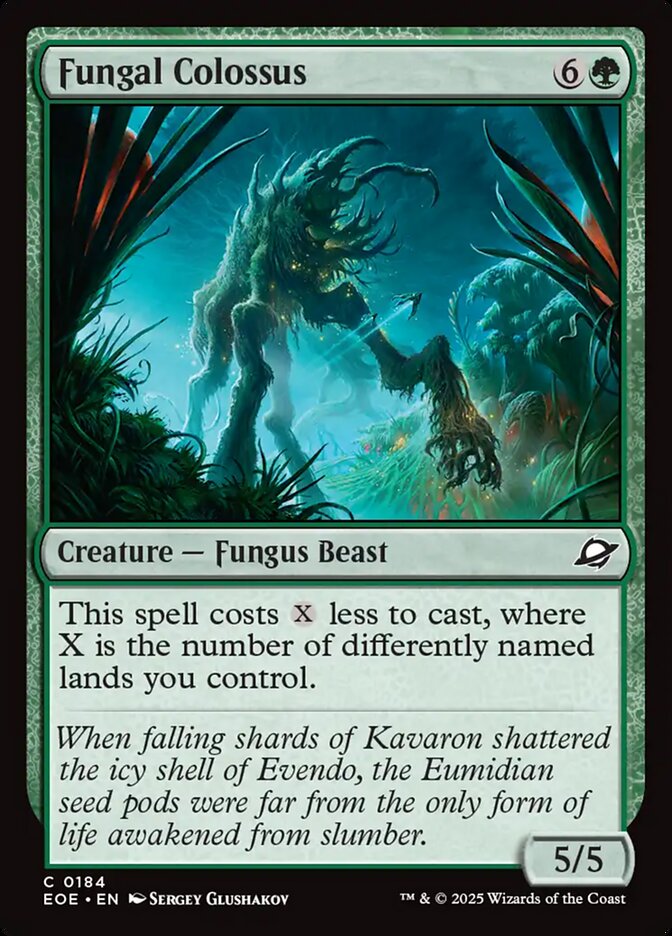 Fungal Colossus 6
Creature — Fungus Beast
This spell costs X less to cast, where
X is the number of differently named
lands you control.
When falling shards of Kavaron shattered
the icy shell of Evendo, the Eumidian
seed pods were far from the only form of
life awakened from slumber.
5/5
C 0184
EOE • EN Sergey Glushakov
™ & © 2025 Wizards of the Coast